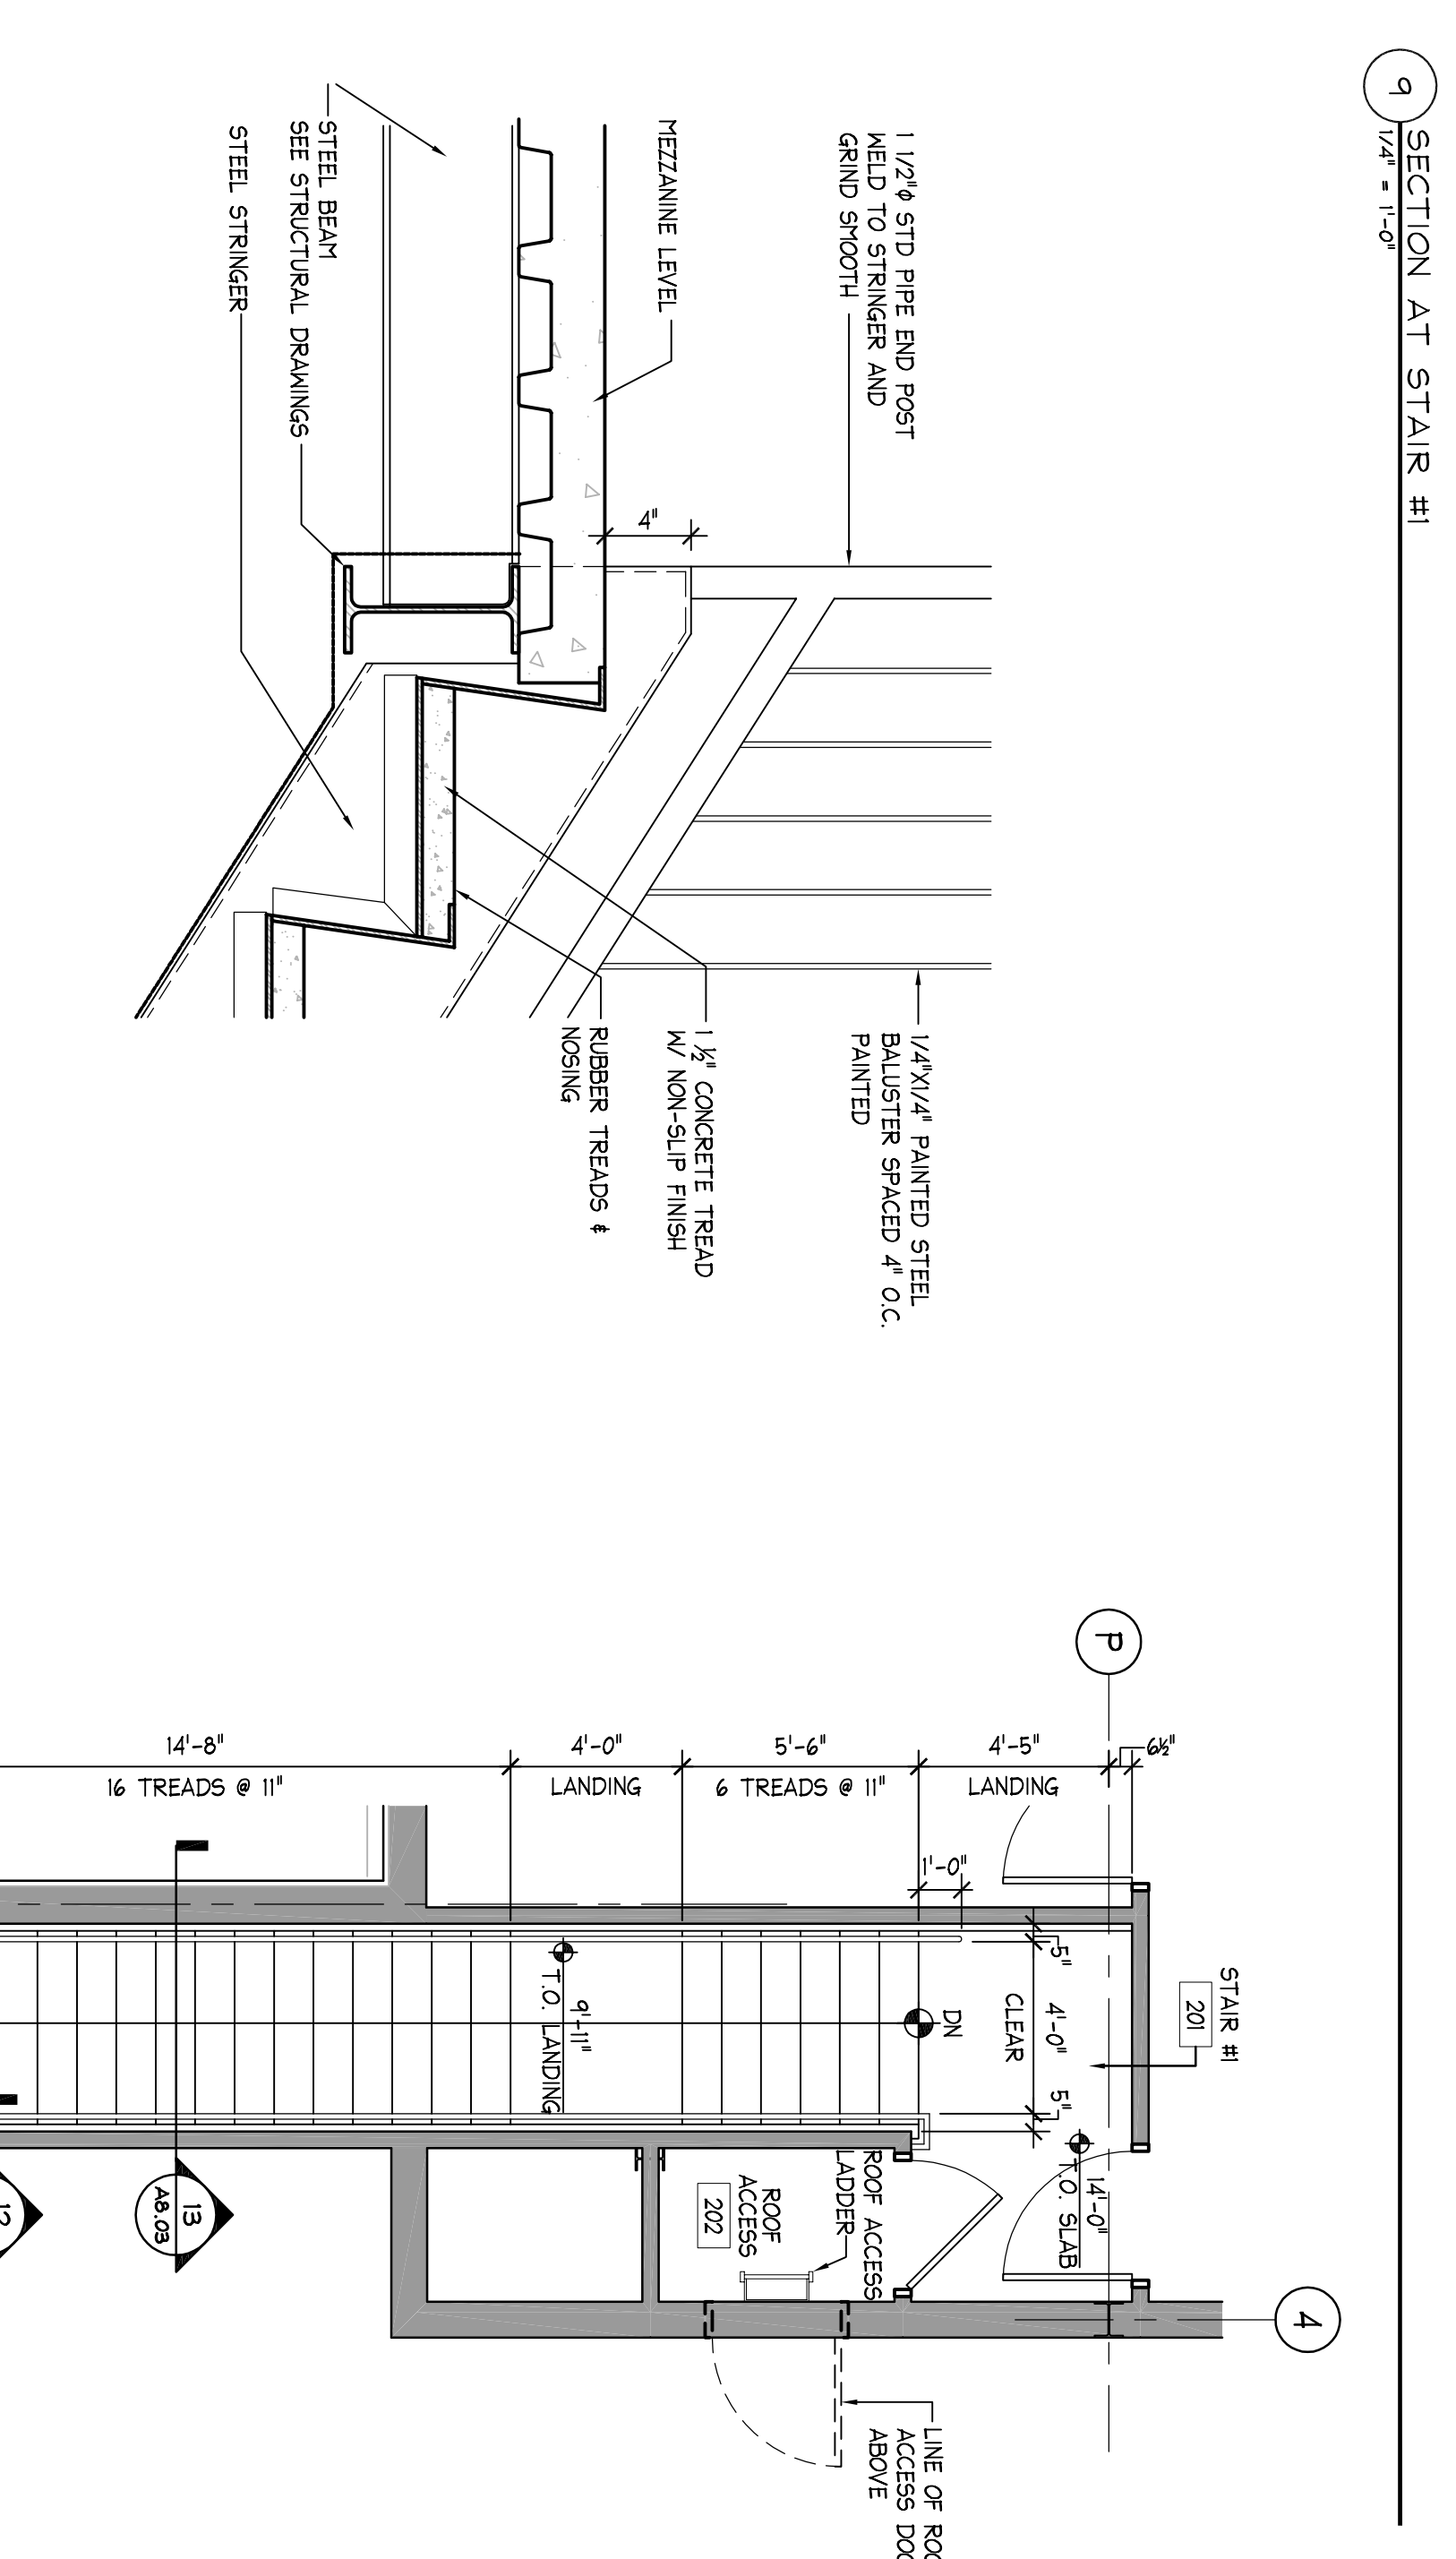 9
SECTION AT STAIR #1
1/4" = 1'-0"
1 1/2"φ STD PIPE END POST
WELD TO STRINGER AND
GRIND SMOOTH
MEZZANINE LEVEL
STEEL BEAM
SEE STRUCTURAL DRAWINGS
STEEL STRINGER
4"
1/4"X1/4" PAINTED STEEL
BALUSTER SPACED 4" O.C.
PAINTED
1 ½" CONCRETE TREAD
W/ NON-SLIP FINISH
RUBBER TREADS &
NOSING
P
6½"
4'-5"
LANDING
5'-6"
6 TREADS @ 11"
4'-0"
LANDING
14'-8"
16 TREADS @ 11"
1'-0"
STAIR #1
201
5"
4'-0"
CLEAR
5"
DN
9'-11"
T.O. LANDING
14'-0"
T.O. SLAB
ROOF ACCESS
LADDER
ROOF
ACCESS
202
13
A8.03
12
4
LINE OF
ACCESS
ABOVE